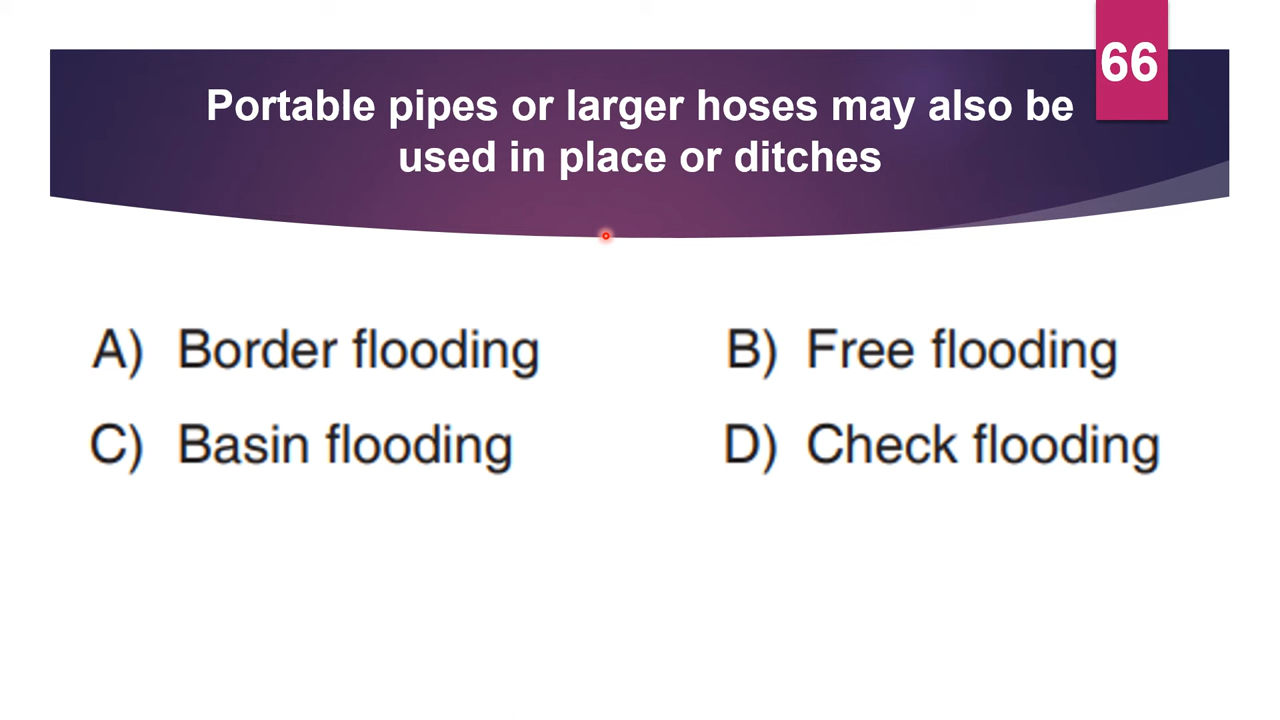 66
Portable pipes or larger hoses may also be
used in place or ditches
A) Border flooding
B) Free flooding
C) Basin flooding
D) Check flooding